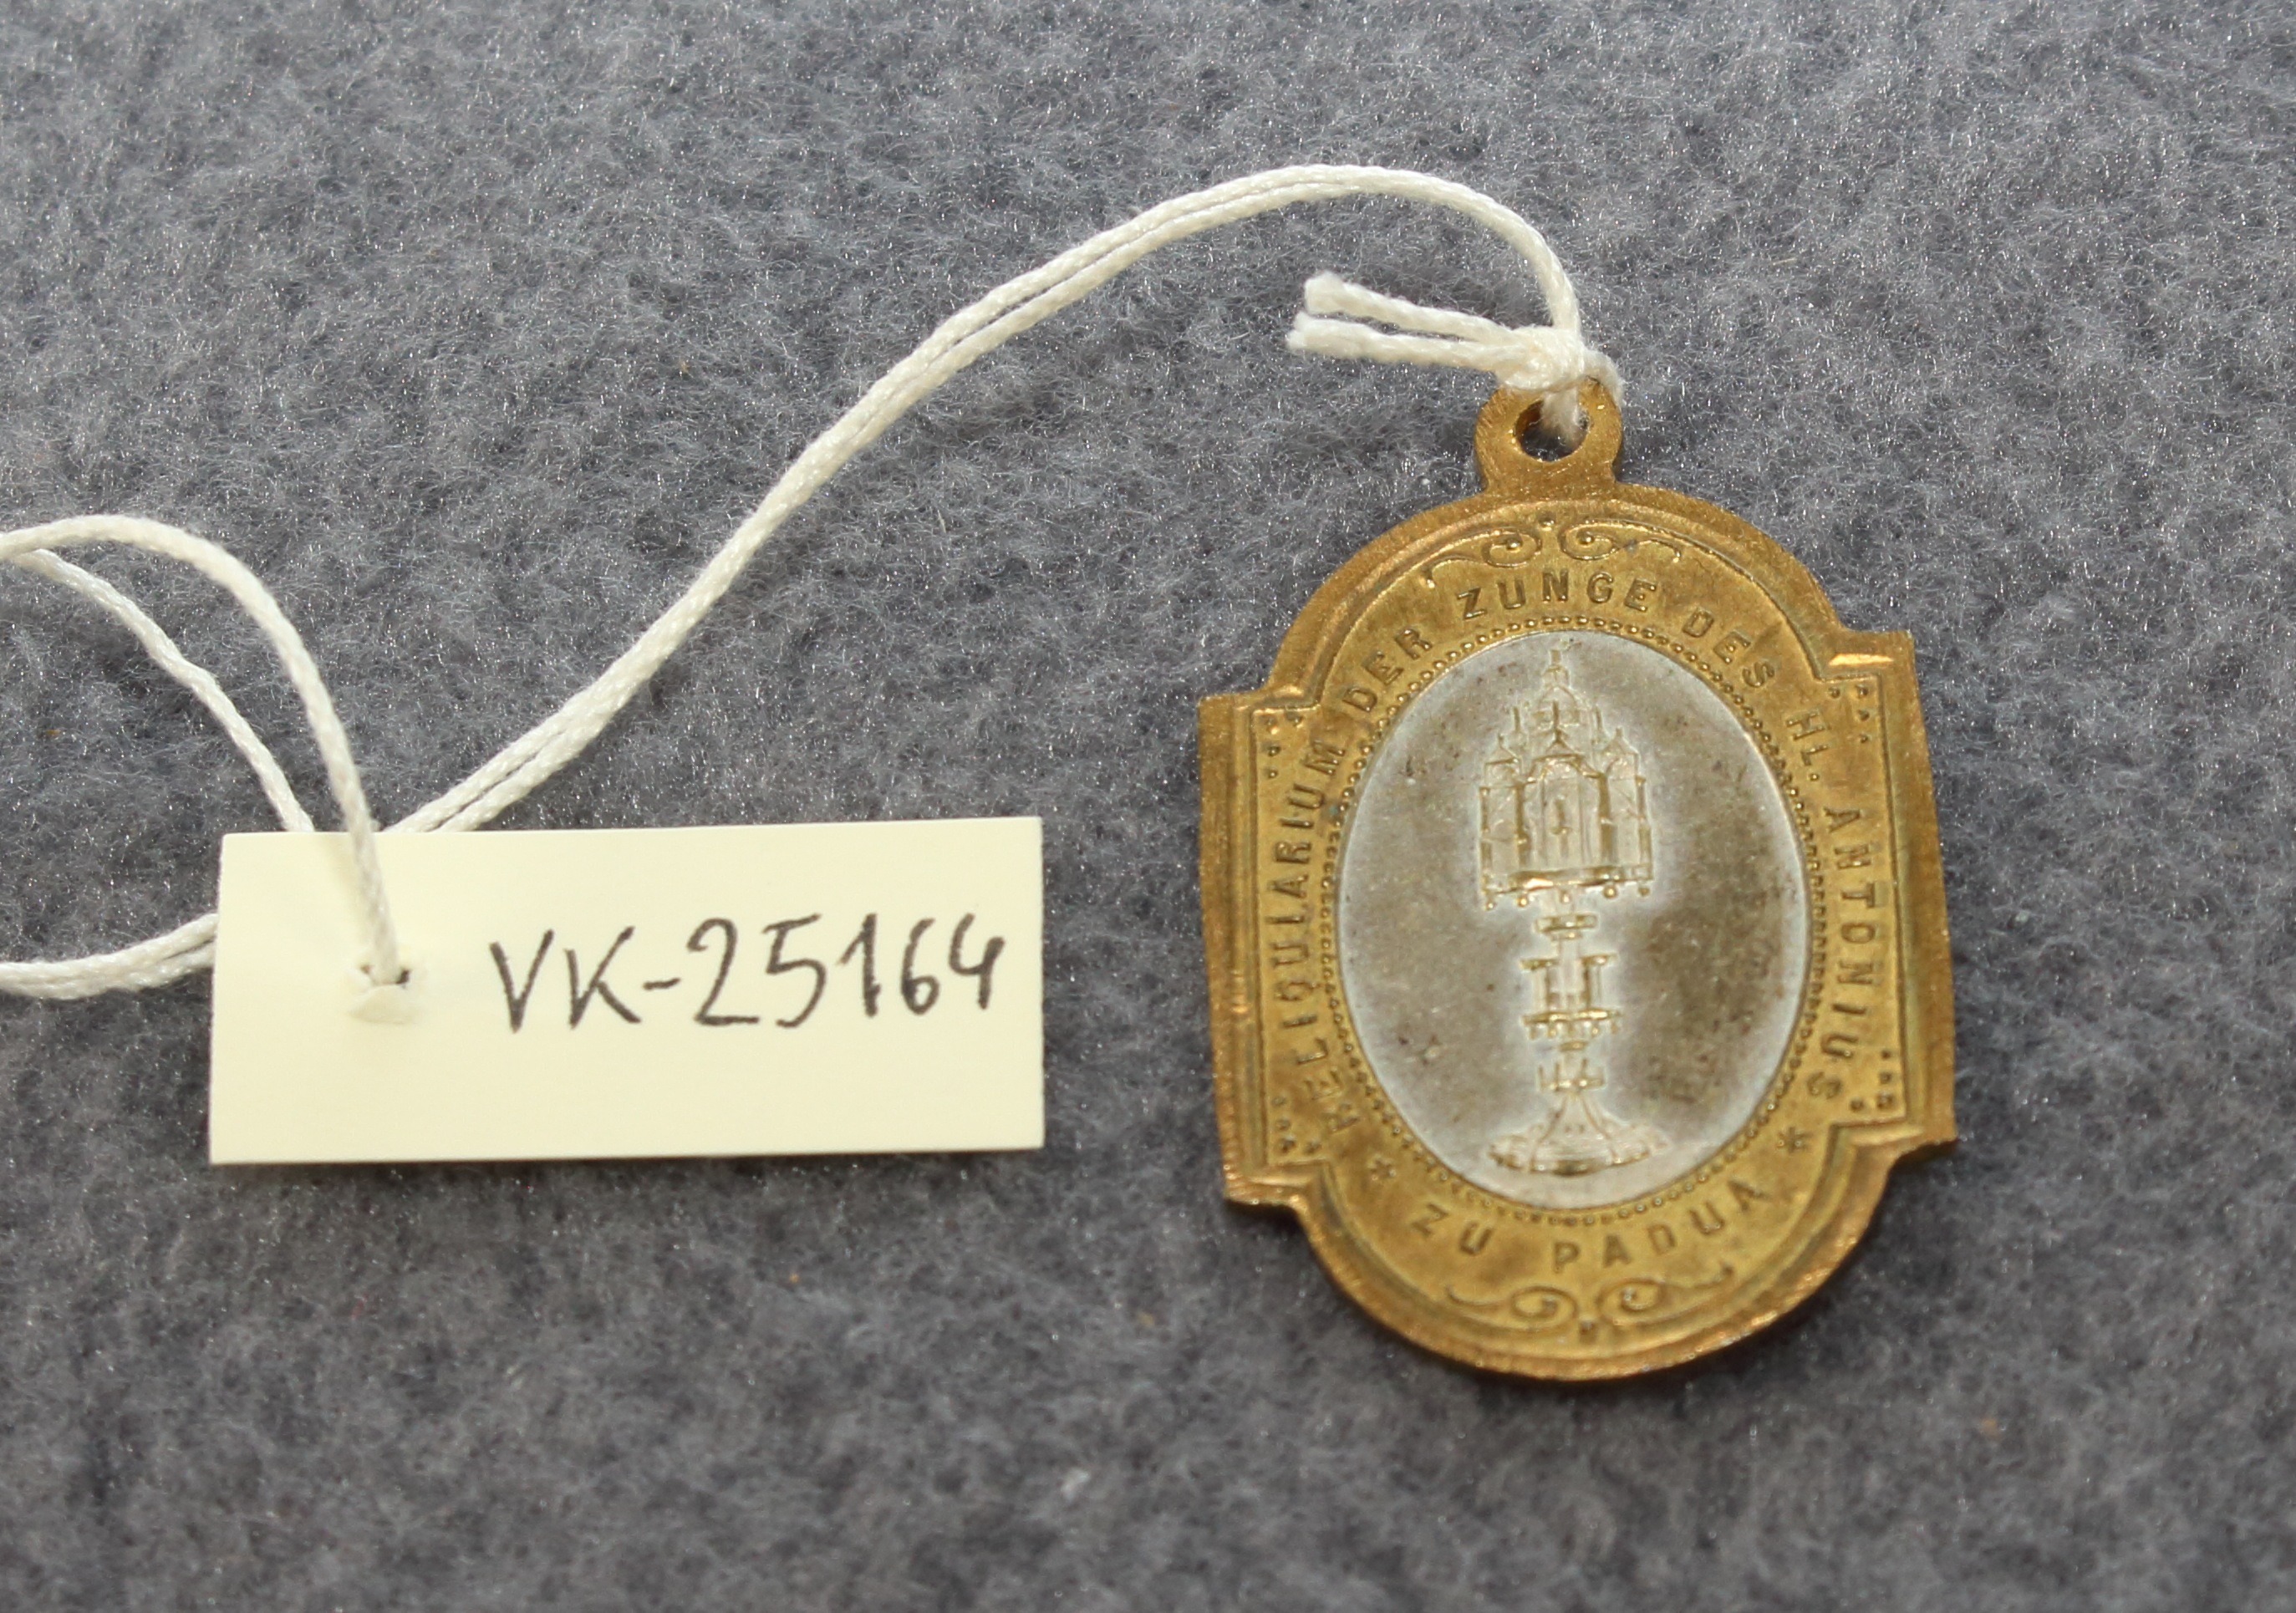 VK-25164
RELIQUIARIUM DER ZUNGE DES HL. ANTONIUS
* ZU PADUA *